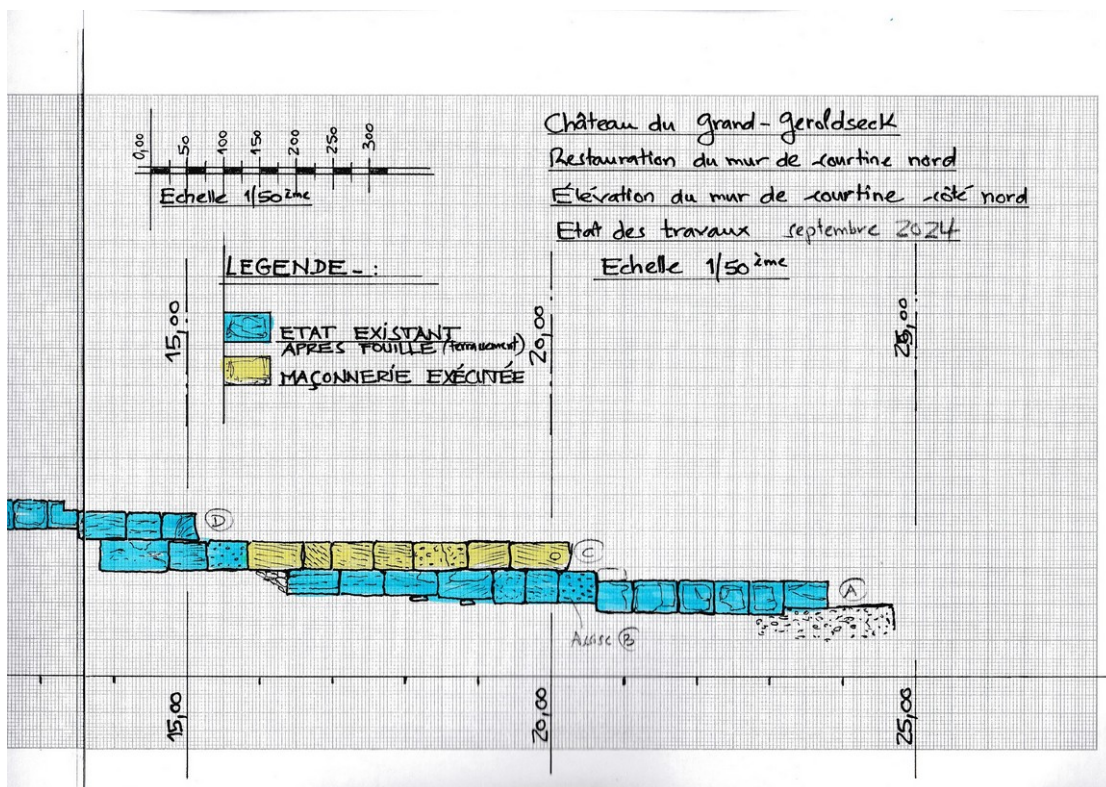 0,00 50 100 150 200 250 300
Echelle 1/50ème
Château du Grand-Geroldseck
Restauration du mur de courtine nord
Élévation du mur de courtine côté nord
Etat des travaux septembre 2024
Echelle 1/50ème
LEGENDE - :
ETAT EXISTANT
APRES FOUILLE (terrassement)
MAÇONNERIE EXÉCUTÉE
15,00
20,00
25,00
D
C
A
Assise B
15,00
20,00
25,00